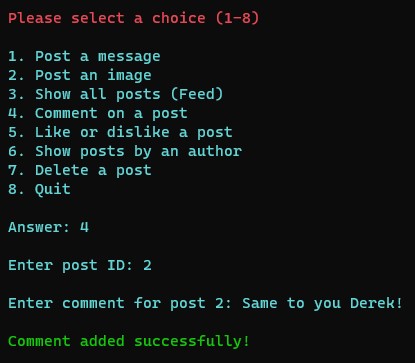 Please select a choice (1-8)
1. Post a message
2. Post an image
3. Show all posts (Feed)
4. Comment on a post
5. Like or dislike a post
6. Show posts by an author
7. Delete a post
8. Quit
Answer: 4
Enter post ID: 2
Enter comment for post 2: Same to you Derek!
Comment added successfully!